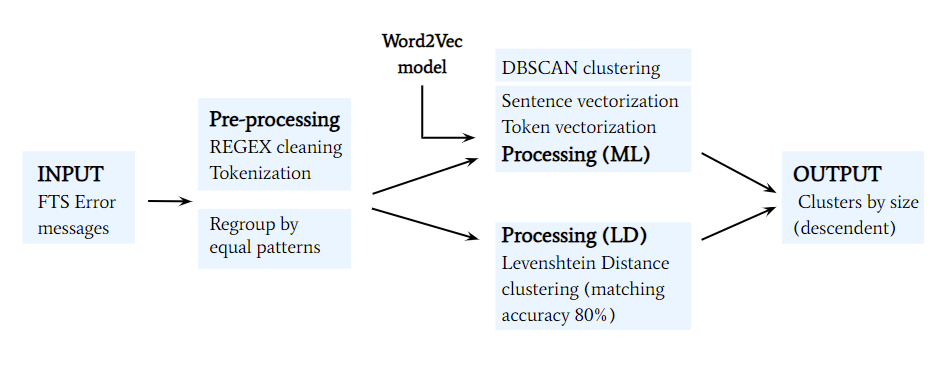 INPUT
FTS Error
messages
Pre-processing
REGEX cleaning
Tokenization
Regroup by
equal patterns
Word2Vec
model
DBSCAN clustering
Sentence vectorization
Token vectorization
Processing (ML)
Processing (LD)
Levenshtein Distance
clustering (matching
accuracy 80%)
OUTPUT
Clusters by size
(descendent)